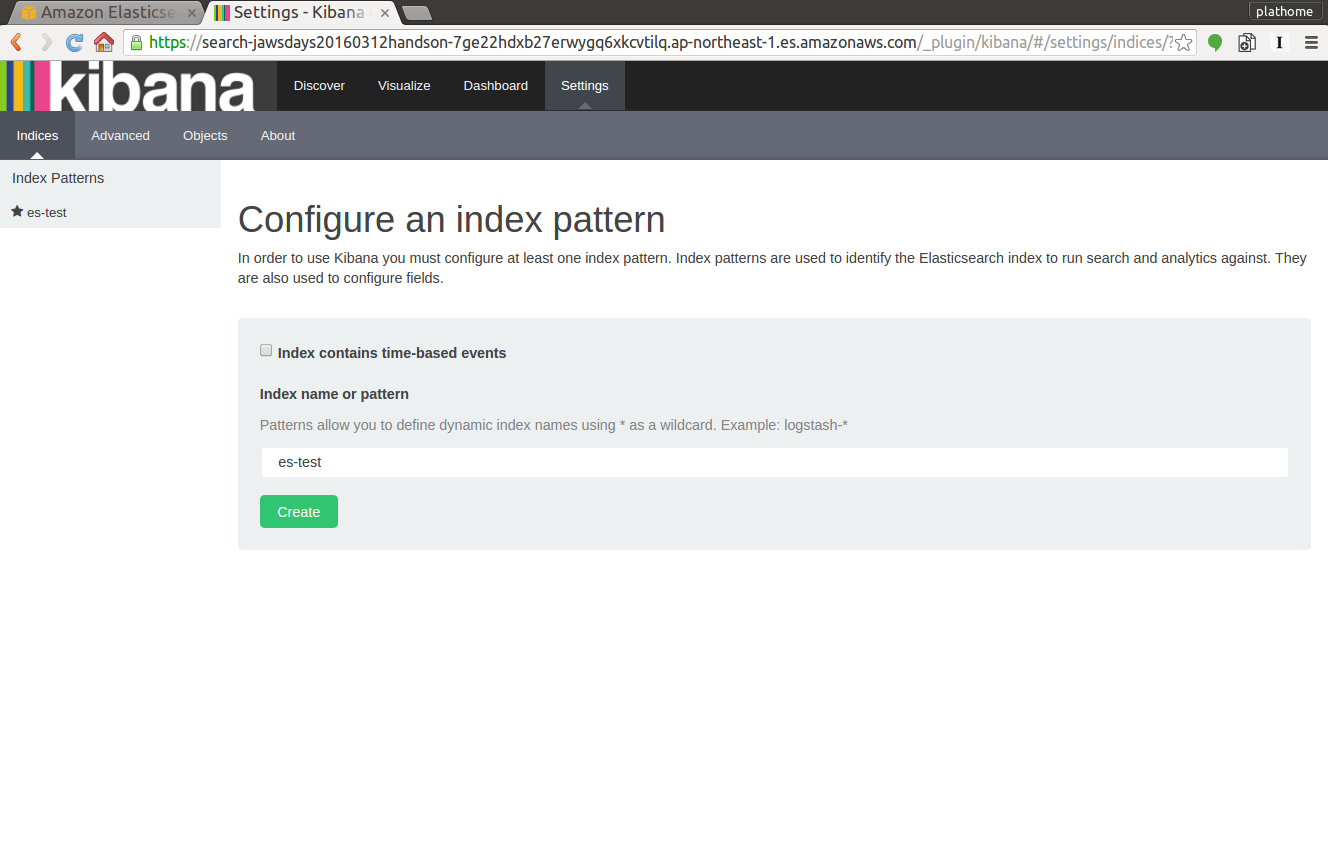 Amazon Elasticse
Settings - Kibana
plathome
https://search-jawsdays20160312handson-7ge22hdxb27erwygq6xkcvtilq.ap-northeast-1.es.amazonaws.com/_plugin/kibana/#/settings/indices/?
I
kibana
Discover
Visualize
Dashboard
Settings
Indices
Advanced
Objects
About
Index Patterns
es-test
Configure an index pattern
In order to use Kibana you must configure at least one index pattern. Index patterns are used to identify the Elasticsearch index to run search and analytics against. They
are also used to configure fields.
Index contains time-based events
Index name or pattern
Patterns allow you to define dynamic index names using * as a wildcard. Example: logstash-*
es-test
Create